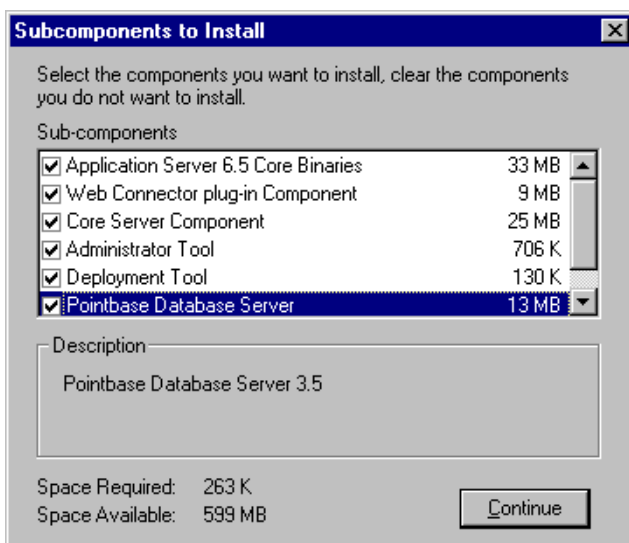 Subcomponents to Install
Select the components you want to install, clear the components
you do not want to install.
Sub-components
Application Server 6.5 Core Binaries 33 MB
Web Connector plug-in Component 9 MB
Core Server Component 25 MB
Administrator Tool 706 K
Deployment Tool 130 K
Pointbase Database Server 13 MB
Description
Pointbase Database Server 3.5
Space Required: 263 K
Space Available: 599 MB
Continue